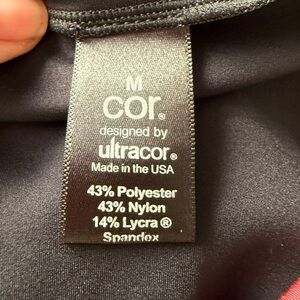 M
cor®
designed by
ultracor®
Made in the USA
43% Polyester
43% Nylon
14% Lycra ®
Spandex